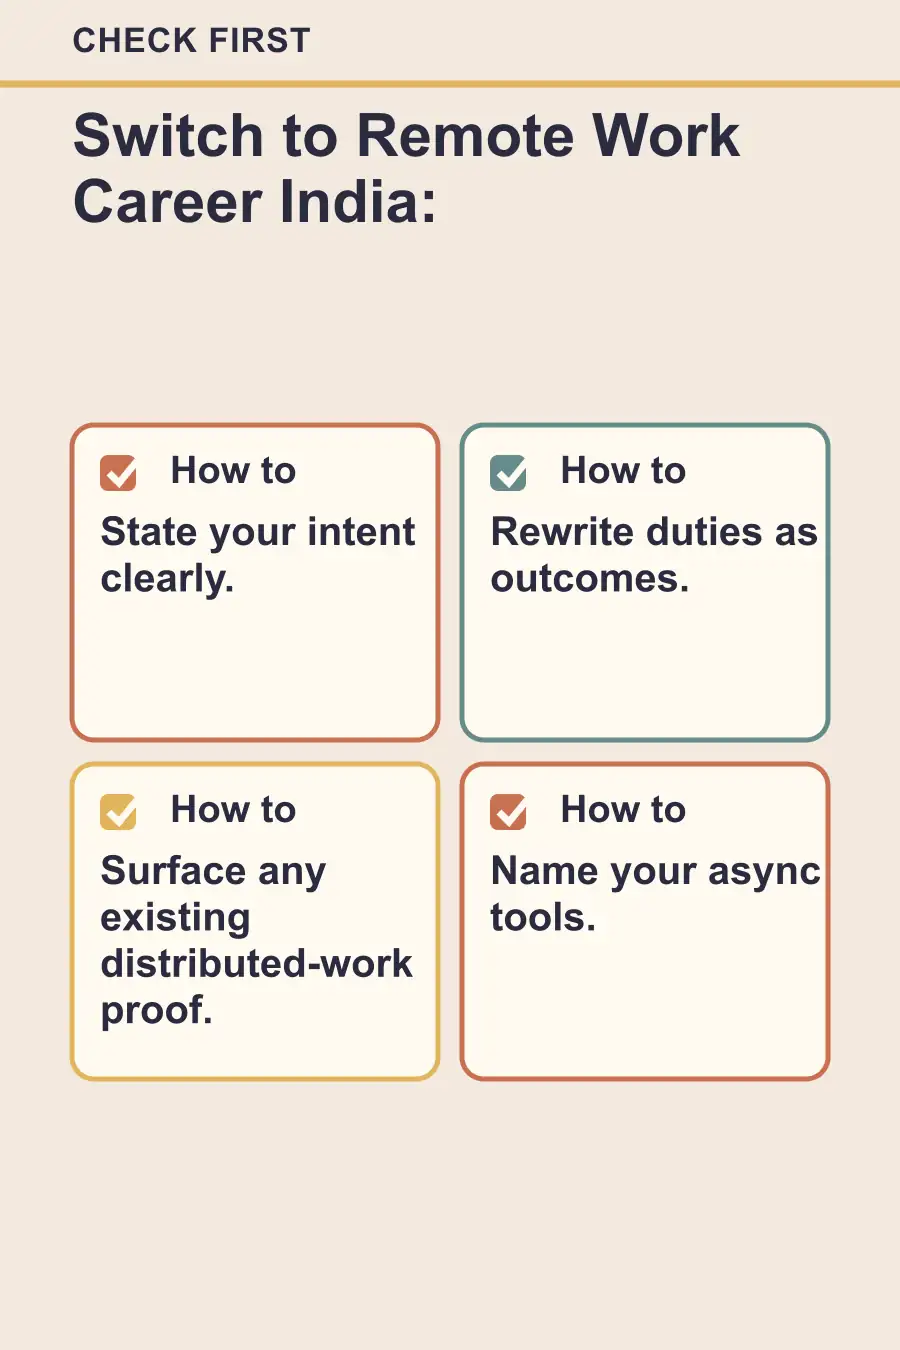 CHECK FIRST
Switch to Remote Work
Career India:
How to
State your intent
clearly.
How to
Rewrite duties as
outcomes.
How to
Surface any
existing
distributed-work
proof.
How to
Name your async
tools.